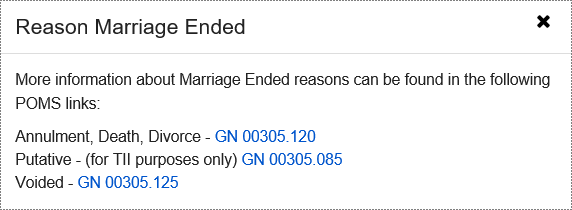 Reason Marriage Ended
More information about Marriage Ended reasons can be found in the following
POMS links:
Annulment, Death, Divorce - GN 00305.120
Putative - (for TII purposes only) GN 00305.085
Voided - GN 00305.125